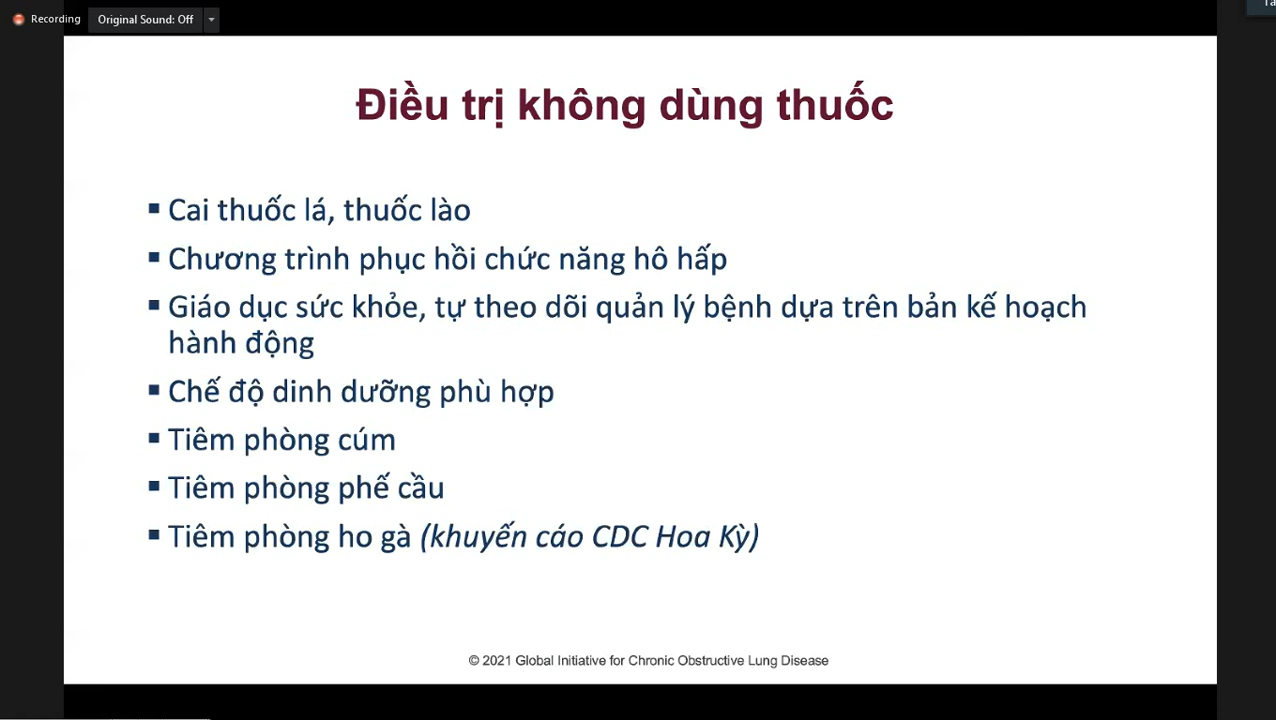 Recording
Original Sound: Off
Điều trị không dùng thuốc
▪ Cai thuốc lá, thuốc lào
▪ Chương trình phục hồi chức năng hô hấp
▪ Giáo dục sức khỏe, tự theo dõi quản lý bệnh dựa trên bản kế hoạch
hành động
▪ Chế độ dinh dưỡng phù hợp
▪ Tiêm phòng cúm
▪ Tiêm phòng phế cầu
▪ Tiêm phòng ho gà (khuyến cáo CDC Hoa Kỳ)
© 2021 Global Initiative for Chronic Obstructive Lung Disease